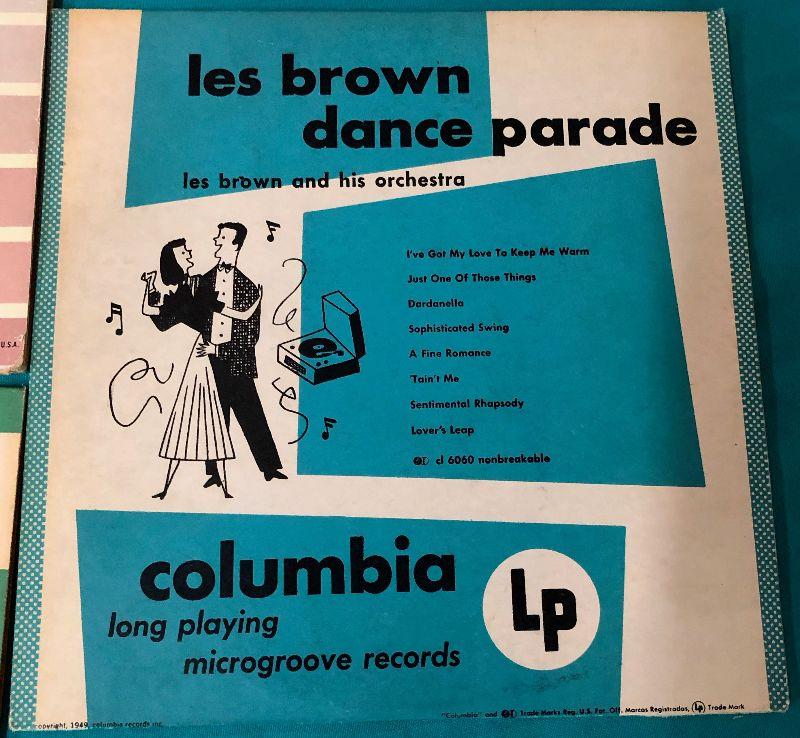 les brown
dance parade
les brown and his orchestra
I've Got My Love To Keep Me Warm
Just One Of Those Things
Dardanella
Sophisticated Swing
A Fine Romance
'Tain't Me
Sentimental Rhapsody
Lover's Leap
cl 6060 nonbreakable
U.S.A.
columbia
Lp
long playing
microgroove records
copyright, 1949, columbia records inc.
"Columbia" and Trade Marks Reg. U.S. Pat. Off. Marcas Registradas, Lp Trade Mark